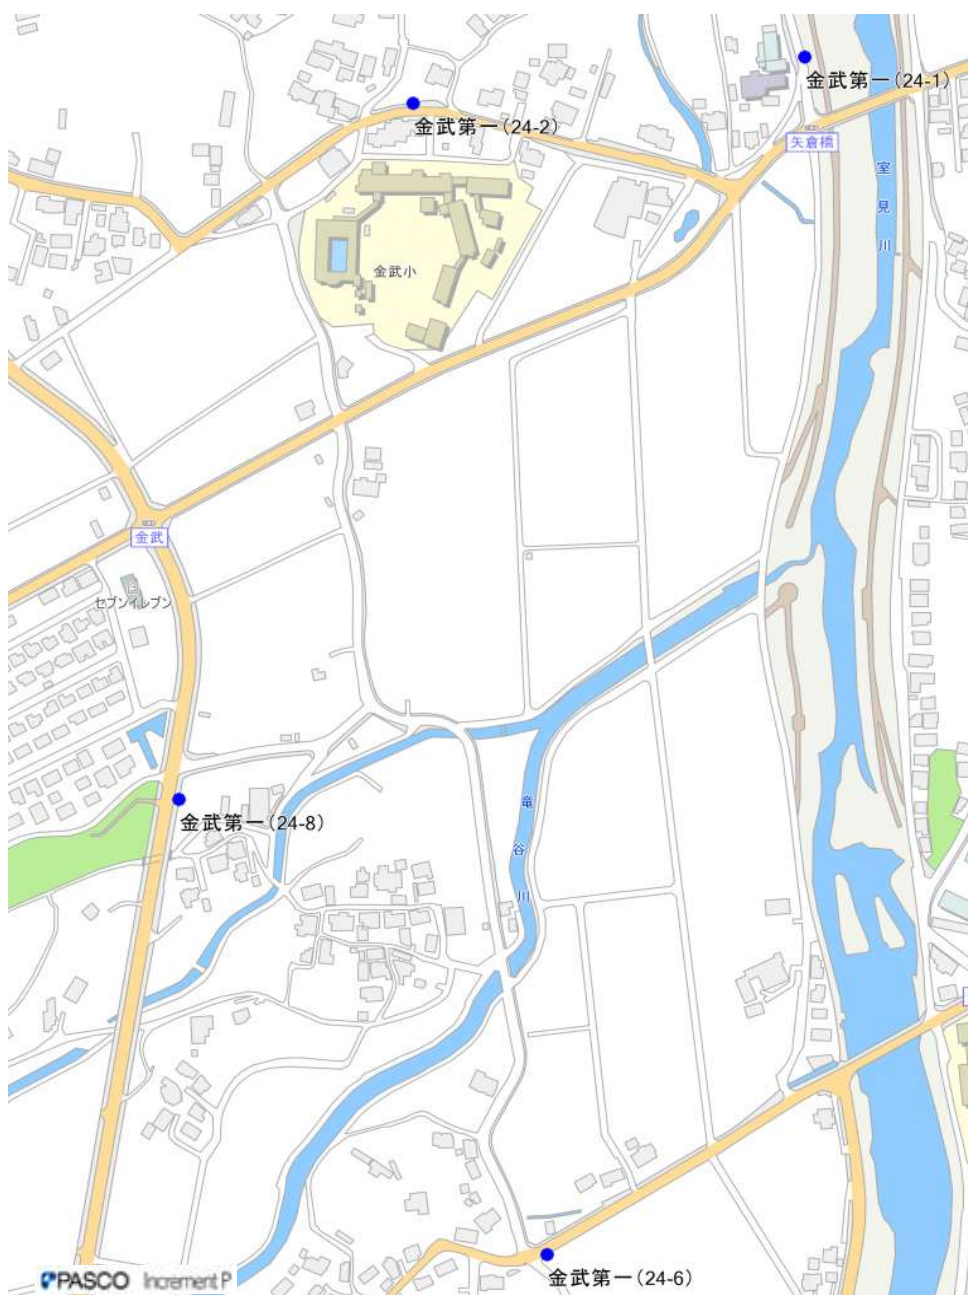 金武第一(24-1)
金武第一(24-2)
矢倉橋
室見川
金武小
金武
セブンイレブン
竜谷川
金武第一(24-8)
金武第一(24-6)
PASCO Increment P